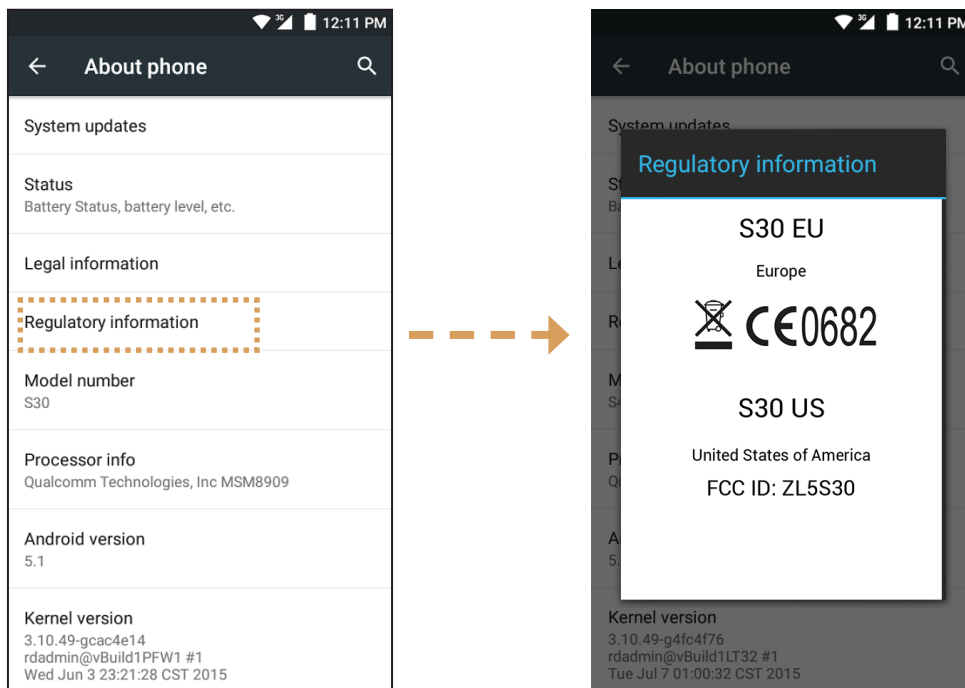 3G 12:11 PM
About phone
System updates
Status
Battery Status, battery level, etc.
Legal information
Regulatory information
Model number
S30
Processor info
Qualcomm Technologies, Inc MSM8909
Android version
5.1
Kernel version
3.10.49-gcac4e14
rdadmin@vBuild1PFW1 #1
Wed Jun 3 23:21:28 CST 2015
3G 12:11 PM
About phone
System updates
Regulatory information
S30 EU
Europe
CE0682
S30 US
United States of America
FCC ID: ZL5S30
Kernel version
3.10.49-g4fc4f76
rdadmin@vBuild1LT32 #1
Tue Jul 7 01:00:32 CST 2015